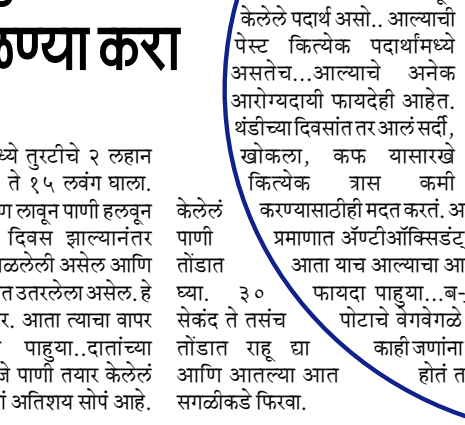 ळण्या करा
ध्ये तुरटीचे २ लहान
ते १५ लवंग घाला.
लावून पाणी हलवून
दिवस झाल्यानंतर
ळलेली असेल आणि
त उतरलेला असेल. हे
र. आता त्याचा वापर
पाहुया..दातांच्या
जे पाणी तयार केलेलं
अतिशय सोपं आहे.
केलेलं
पाणी
तोंडात
घ्या. ३०
सेकंद ते तसंच
तोंडात राहू द्या
आणि आतल्या आत
सगळीकडे फिरवा.
केलेले पदार्थ असो.. आल्याची
पेस्ट कित्येक पदार्थांमध्ये
असतेच...आल्याचे अनेक
आरोग्यदायी फायदेही आहेत.
थंडीच्या दिवसांत तर आलं सर्दी,
खोकला, कफ यासारखे
कित्येक त्रास कमी
करण्यासाठीही मदत करतं. अ
प्रमाणात अ‍ॅण्टीऑक्सिडंट्
आता याच आल्याचा आ
फायदा पाहुया...ब-
पोटाचे वेगवेगळे
काही जणांना
होतं त